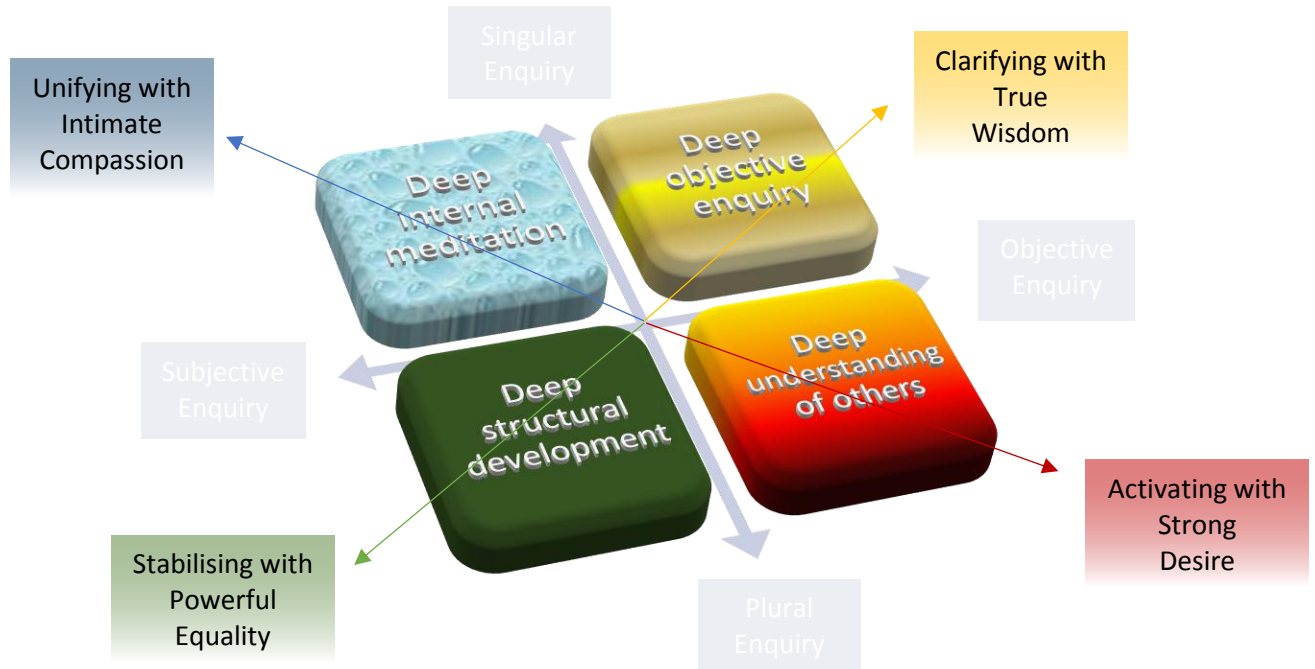 Singular
Enquiry
Unifying with
Intimate
Compassion
Clarifying with
True
Wisdom
Deep
internal
meditation
Deep
objective
enquiry
Objective
Enquiry
Subjective
Enquiry
Deep
structural
development
Deep
understanding
of others
Activating with
Strong
Desire
Stabilising with
Powerful
Equality
Plural
Enquiry